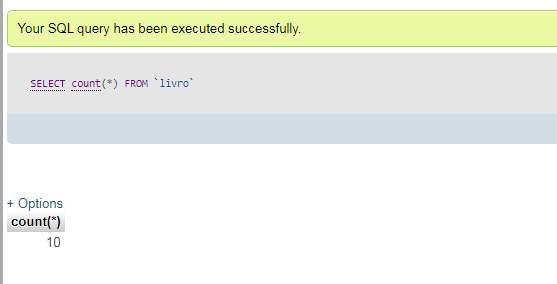 Your SQL query has been executed successfully.
SELECT count(*) FROM `livro`
+ Options
count(*)
10